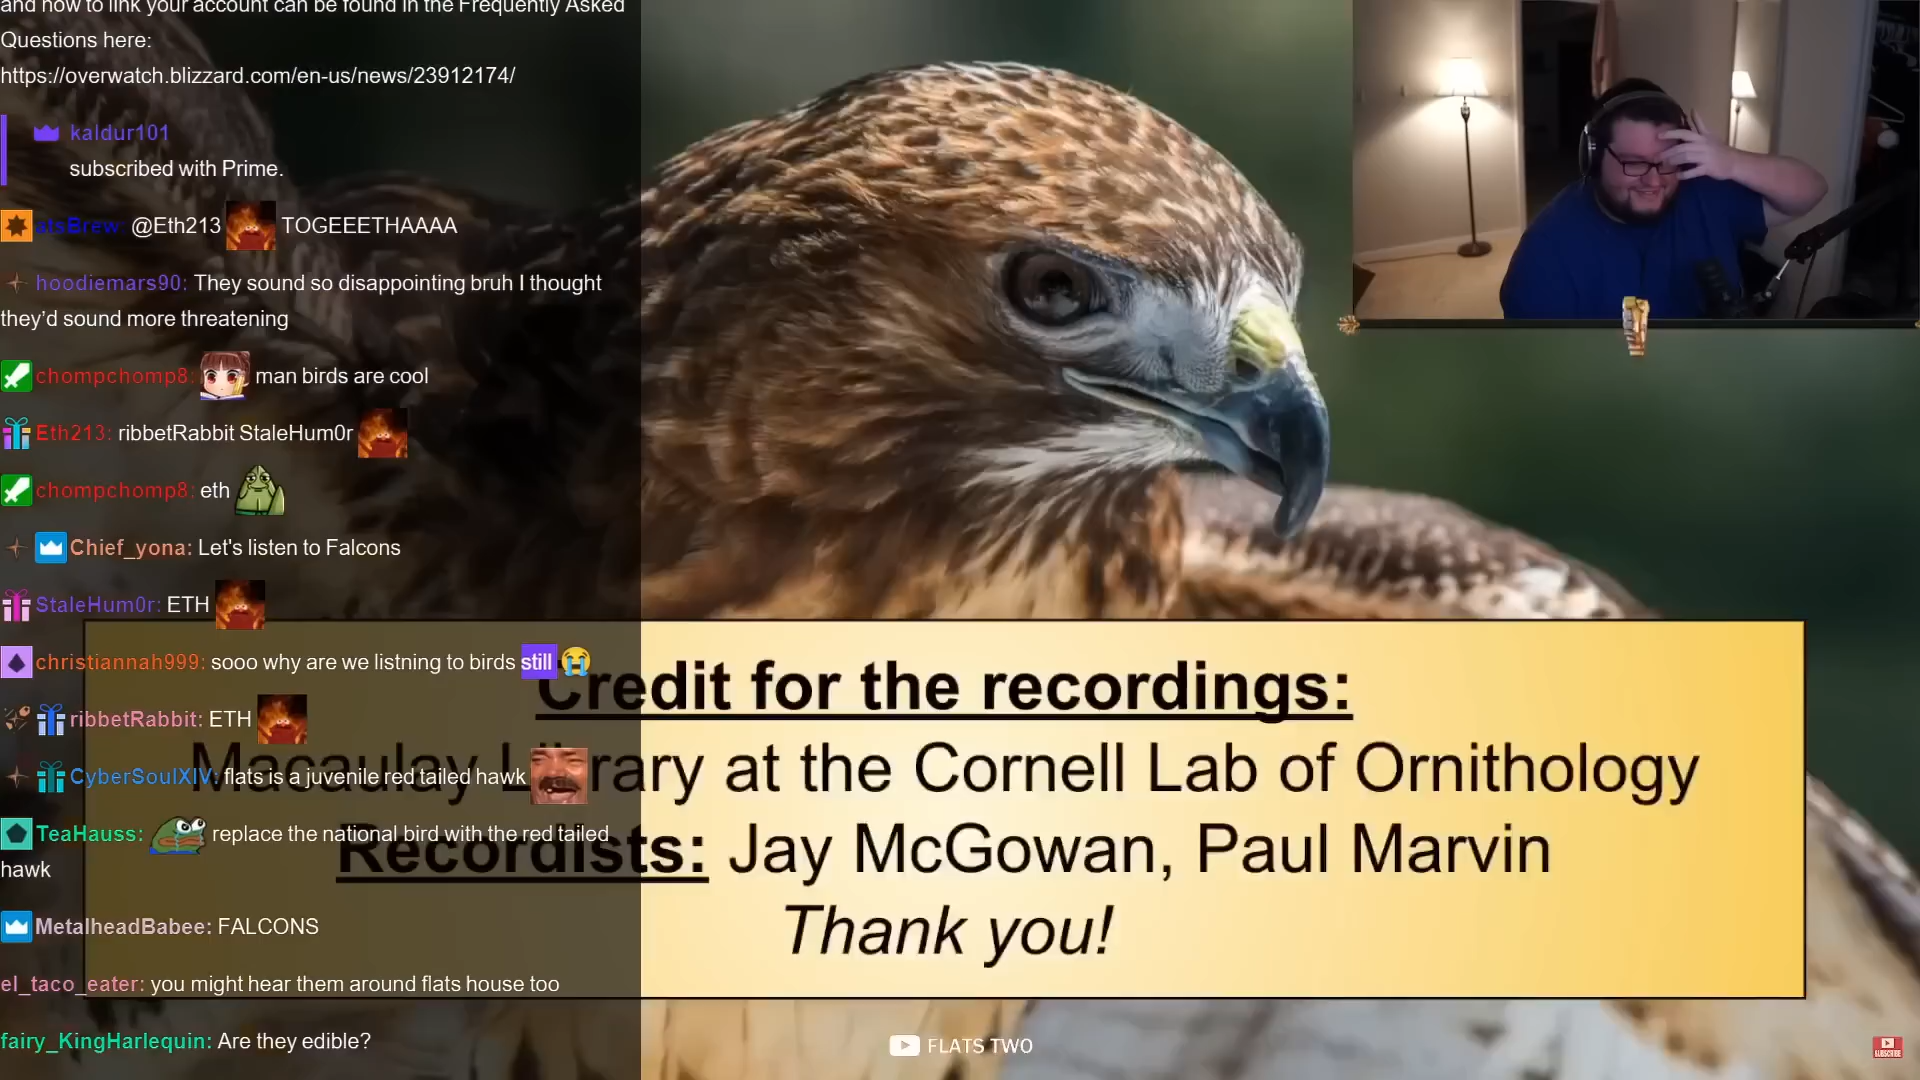 and how to link your account can be found in the Frequently Asked
Questions here:
https://overwatch.blizzard.com/en-us/news/23912174/
kaldur101
subscribed with Prime.
atsBrew: @Eth213 TOGEEETHAAAA
hoodiemars90: They sound so disappointing bruh I thought
they'd sound more threatening
chompchomp8: man birds are cool
Eth213: ribbetRabbit StaleHum0r
chompchomp8: eth
Chief_yona: Let's listen to Falcons
StaleHum0r: ETH
christiannah999: sooo why are we listning to birds still
ribbetRabbit: ETH
CyberSoulXIV: flats is a juvenile red tailed hawk
TeaHauss: replace the national bird with the red tailed
hawk
MetalheadBabee: FALCONS
el_taco_eater: you might hear them around flats house too
fairy_KingHarlequin: Are they edible?
Credit for the recordings:
Macaulay Library at the Cornell Lab of Ornithology
Recordists: Jay McGowan, Paul Marvin
Thank you!
FLATS TWO
SUBSCRIBE